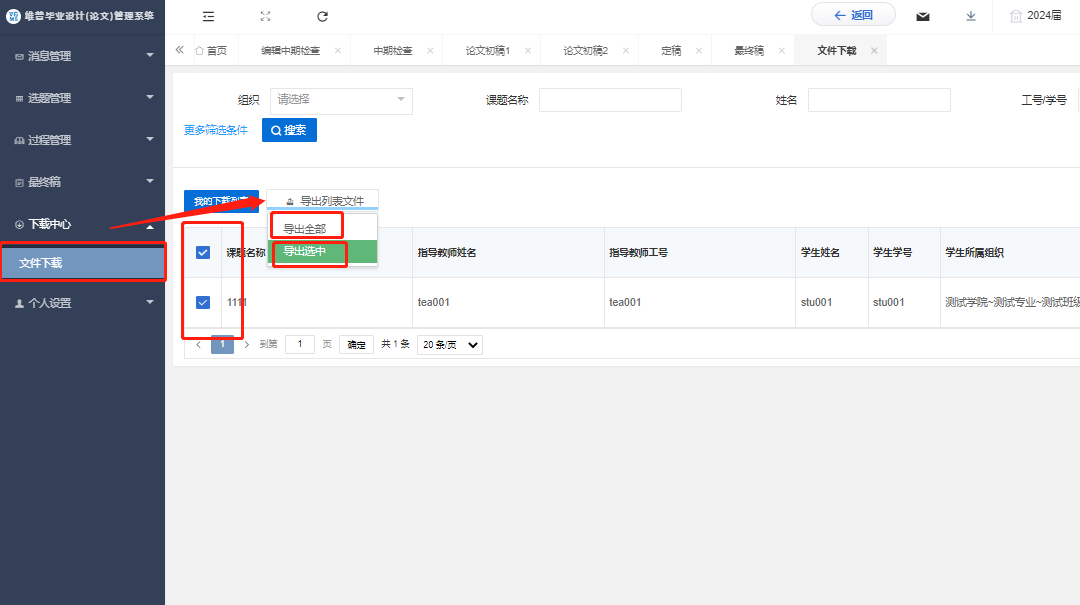 维普毕业设计(论文)管理系统
返回
2024届
首页
编辑中期检查
中期检查
论文初稿1
论文初稿2
定稿
最终稿
文件下载
消息管理
选题管理
过程管理
最终稿
下载中心
文件下载
个人设置
组织
请选择
课题名称
姓名
工号/学号
更多筛选条件
搜索
我的下载列表
导出列表文件
导出全部
导出选中
课题名称
指导教师姓名
指导教师工号
学生姓名
学生学号
学生所属组织
1111
tea001
tea001
stu001
stu001
测试学院~测试专业~测试班级
1
到第
1
页
确定
共 1 条
20 条/页